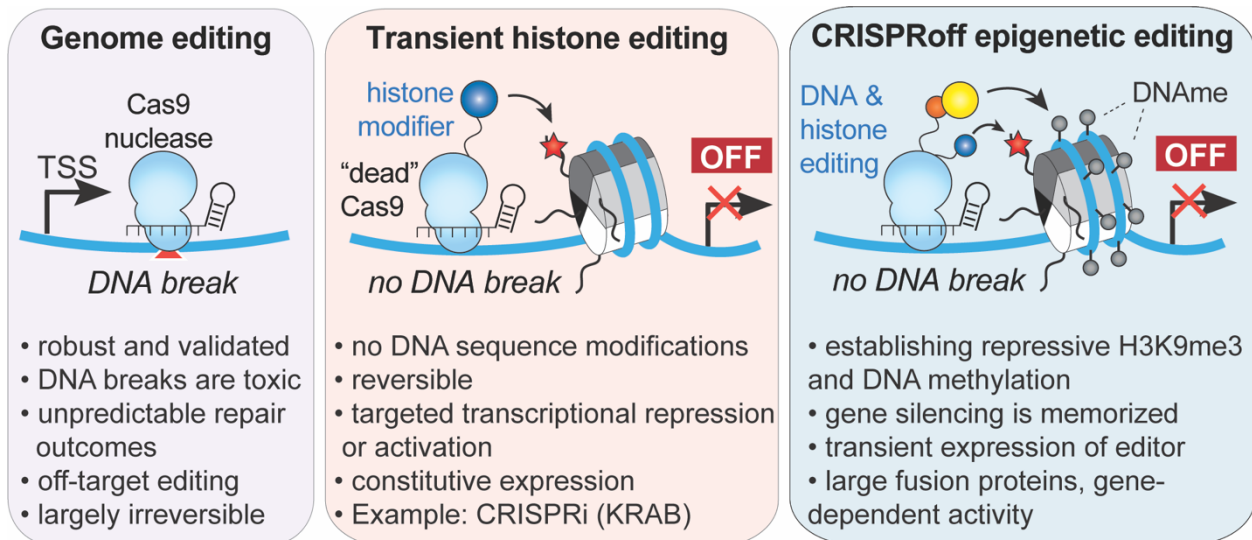 Genome editing
Cas9
nuclease
TSS
DNA break
• robust and validated
• DNA breaks are toxic
• unpredictable repair
outcomes
• off-target editing
• largely irreversible
Transient histone editing
histone
modifier
“dead”
Cas9
OFF
no DNA break
• no DNA sequence modifications
• reversible
• targeted transcriptional repression
or activation
• constitutive expression
• Example: CRISPRi (KRAB)
CRISPRoff epigenetic editing
DNA &
histone
editing
DNAme
OFF
no DNA break
• establishing repressive H3K9me3
and DNA methylation
• gene silencing is memorized
• transient expression of editor
• large fusion proteins, gene-
dependent activity